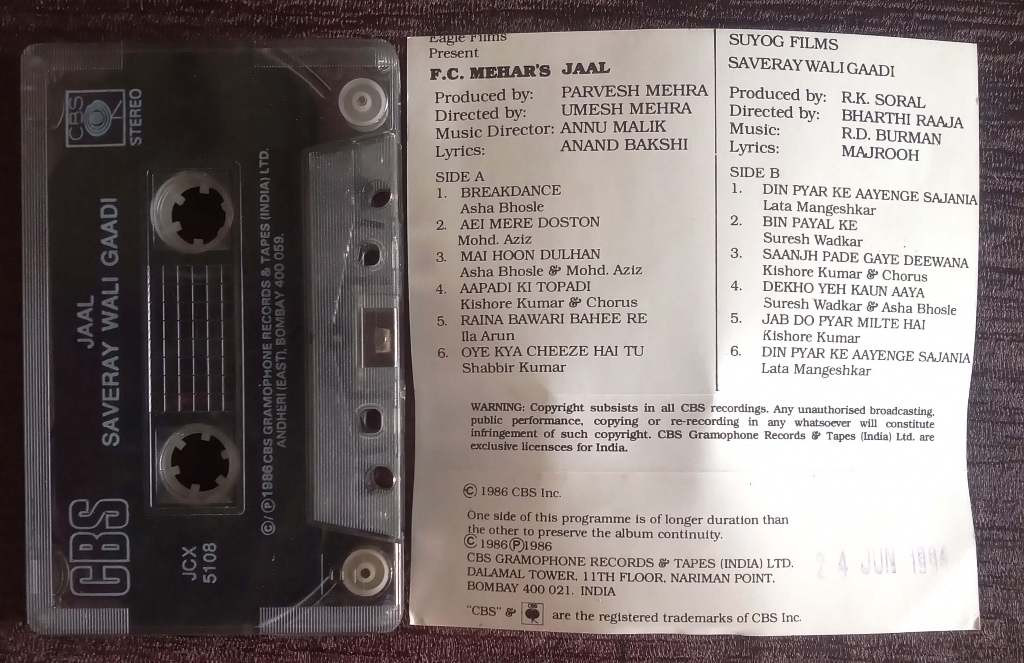 CBS
STEREO
JAAL
SAVERAY WALI GAADI
©/Ⓟ1986 CBS GRAMOPHONE RECORDS & TAPES (INDIA) LTD.
ANDHERI (EAST), BOMBAY 400 059.
CBS
JCX
5108
Eagle Films
Present
F.C. MEHAR'S JAAL
Produced by: PARVESH MEHRA
Directed by: UMESH MEHRA
Music Director: ANNU MALIK
Lyrics: ANAND BAKSHI
SIDE A
1. BREAKDANCE
Asha Bhosle
2. AEI MERE DOSTON
Mohd. Aziz
3. MAI HOON DULHAN
Asha Bhosle & Mohd. Aziz
4. AAPADI KI TOPADI
Kishore Kumar & Chorus
5. RAINA BAWARI BAHEE RE
Ila Arun
6. OYE KYA CHEEZE HAI TU
Shabbir Kumar
SUYOG FILMS
SAVERAY WALI GAADI
Produced by: R.K. SORAL
Directed by: BHARTHI RAAJA
Music: R.D. BURMAN
Lyrics: MAJROOH
SIDE B
1. DIN PYAR KE AAYENGE SAJANIA
Lata Mangeshkar
2. BIN PAYAL KE
Suresh Wadkar
3. SAANJH PADE GAYE DEEWANA
Kishore Kumar & Chorus
4. DEKHO YEH KAUN AAYA
Suresh Wadkar & Asha Bhosle
5. JAB DO PYAR MILTE HAI
Kishore Kumar
6. DIN PYAR KE AAYENGE SAJANIA
Lata Mangeshkar
WARNING: Copyright subsists in all CBS recordings. Any unauthorised broadcasting,
public performance, copying or re-recording in any whatsoever will constitute
infringement of such copyright. CBS Gramophone Records & Tapes (India) Ltd. are
exclusive licensces for India.
© 1986 CBS Inc.
One side of this programme is of longer duration than
the other to preserve the album continuity.
© 1986 Ⓟ 1986
CBS GRAMOPHONE RECORDS & TAPES (INDIA) LTD.
DALAMAL TOWER, 11TH FLOOR, NARIMAN POINT.
BOMBAY 400 021. INDIA
24 JUN
"CBS" & are the registered trademarks of CBS Inc.